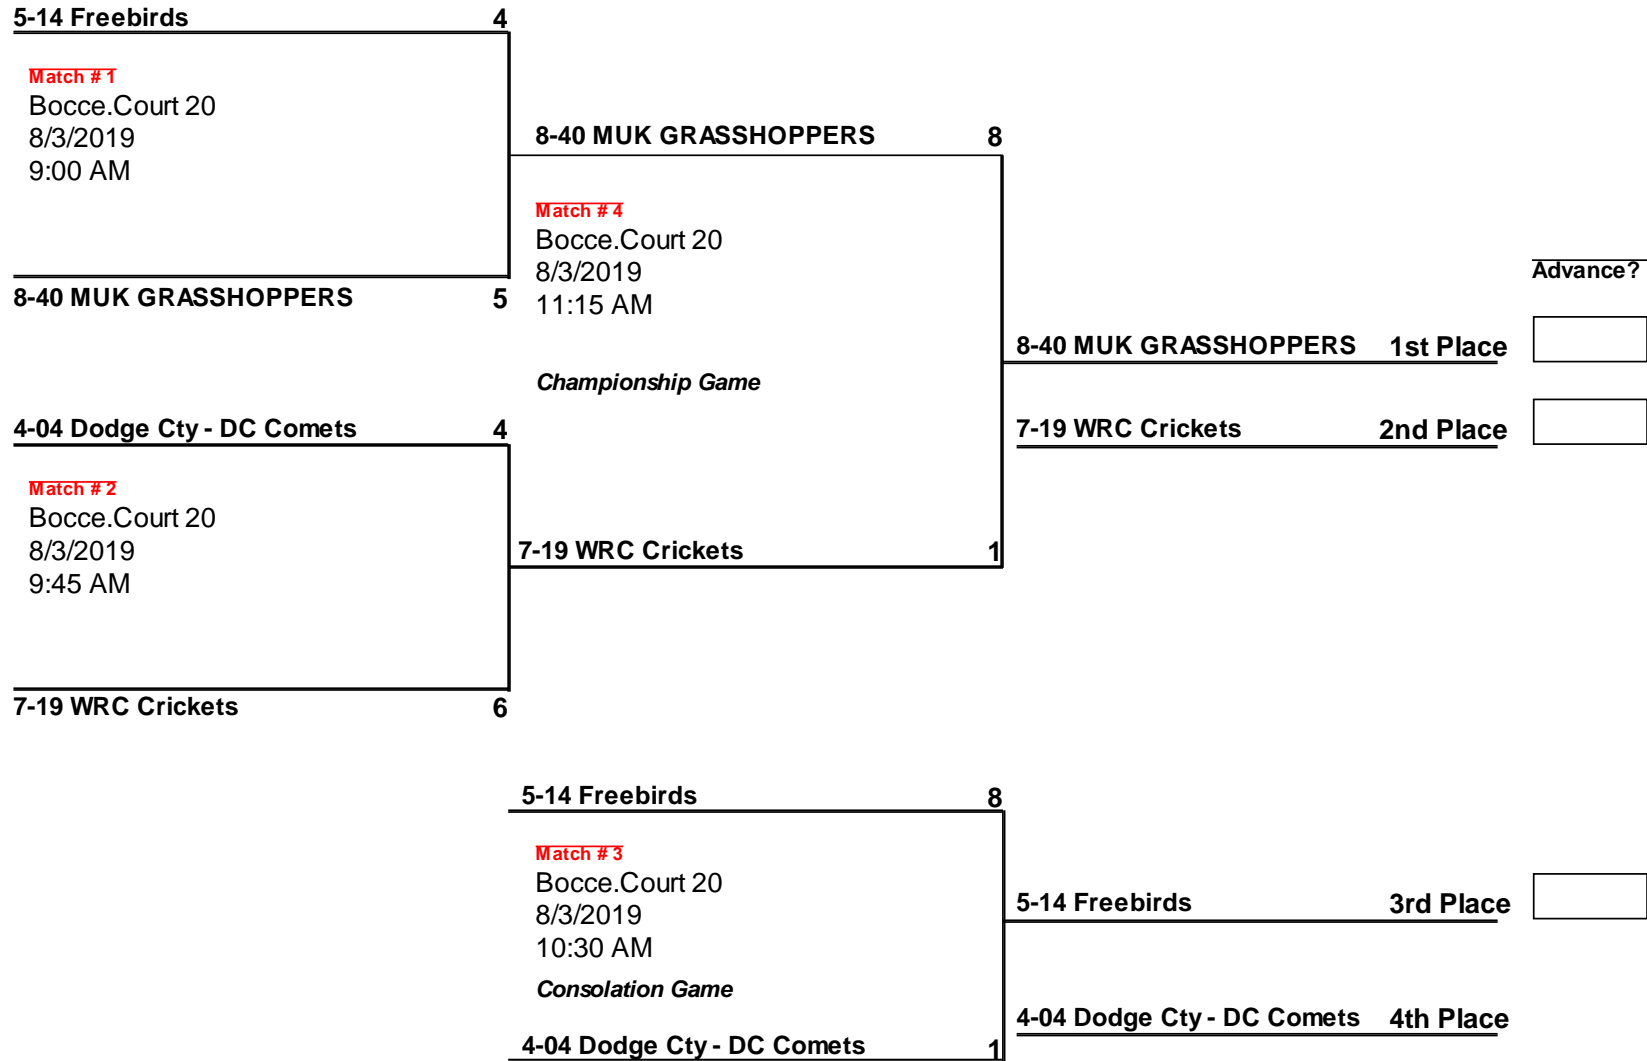 5-14 Freebirds 4
Match # 1
Bocce.Court 20
8/3/2019
9:00 AM
8-40 MUK GRASSHOPPERS 5
4-04 Dodge Cty - DC Comets 4
Match # 2
Bocce.Court 20
8/3/2019
9:45 AM
7-19 WRC Crickets 6
8-40 MUK GRASSHOPPERS 8
Match # 4
Bocce.Court 20
8/3/2019
11:15 AM
Championship Game
7-19 WRC Crickets 1
Advance?
8-40 MUK GRASSHOPPERS 1st Place
7-19 WRC Crickets 2nd Place
5-14 Freebirds 8
Match # 3
Bocce.Court 20
8/3/2019
10:30 AM
Consolation Game
4-04 Dodge Cty - DC Comets 1
5-14 Freebirds 3rd Place
4-04 Dodge Cty - DC Comets 4th Place